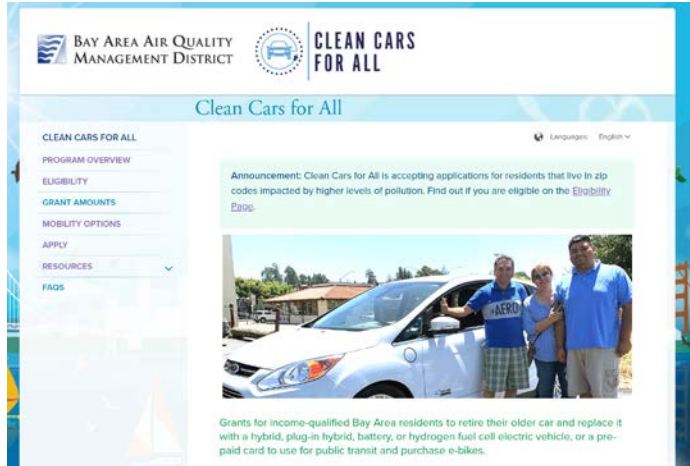 BAY AREA AIR QUALITY
MANAGEMENT DISTRICT
CLEAN CARS
FOR ALL
Clean Cars for All
CLEAN CARS FOR ALL
PROGRAM OVERVIEW
ELIGIBILITY
GRANT AMOUNTS
MOBILITY OPTIONS
APPLY
RESOURCES
FAQS
Languages: English
Announcement: Clean Cars for All is accepting applications for residents that live in zip
codes impacted by higher levels of pollution. Find out if you are eligible on the Eligibility
Page.
AERO
Grants for income-qualified Bay Area residents to retire their older car and replace it
with a hybrid, plug-in hybrid, battery, or hydrogen fuel cell electric vehicle, or a pre-
paid card to use for public transit and purchase e-bikes.